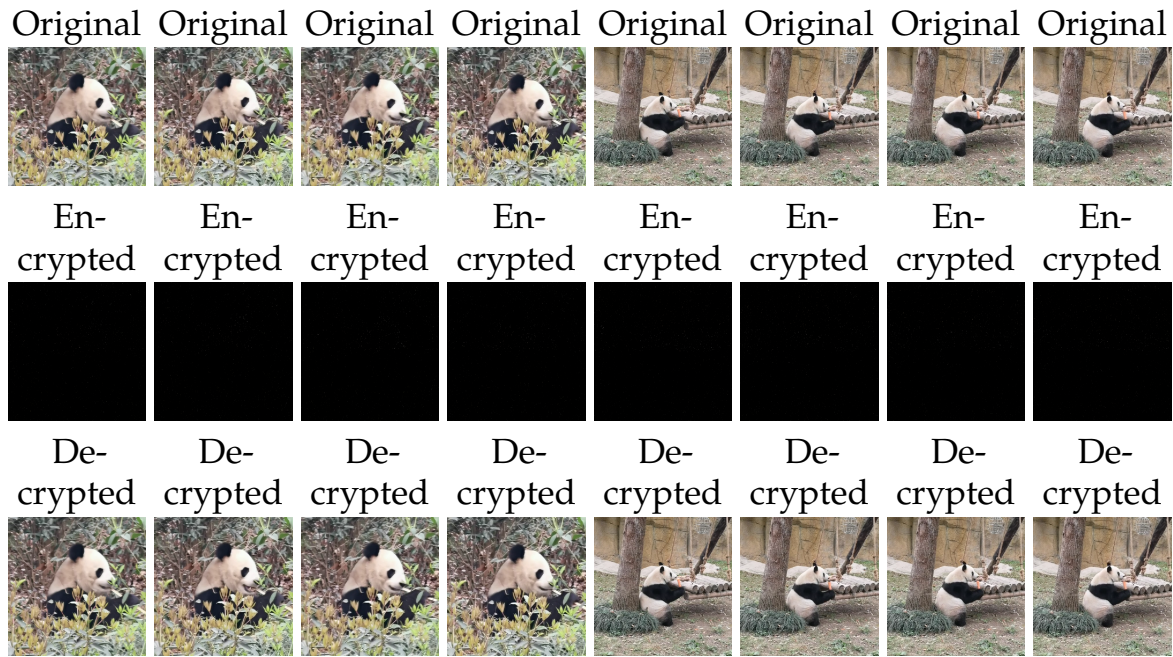 Original Original Original Original Original Original Original Original
En- En- En- En- En- En- En- En-
crypted crypted crypted crypted crypted crypted crypted crypted
De- De- De- De- De- De- De- De-
crypted crypted crypted crypted crypted crypted crypted crypted